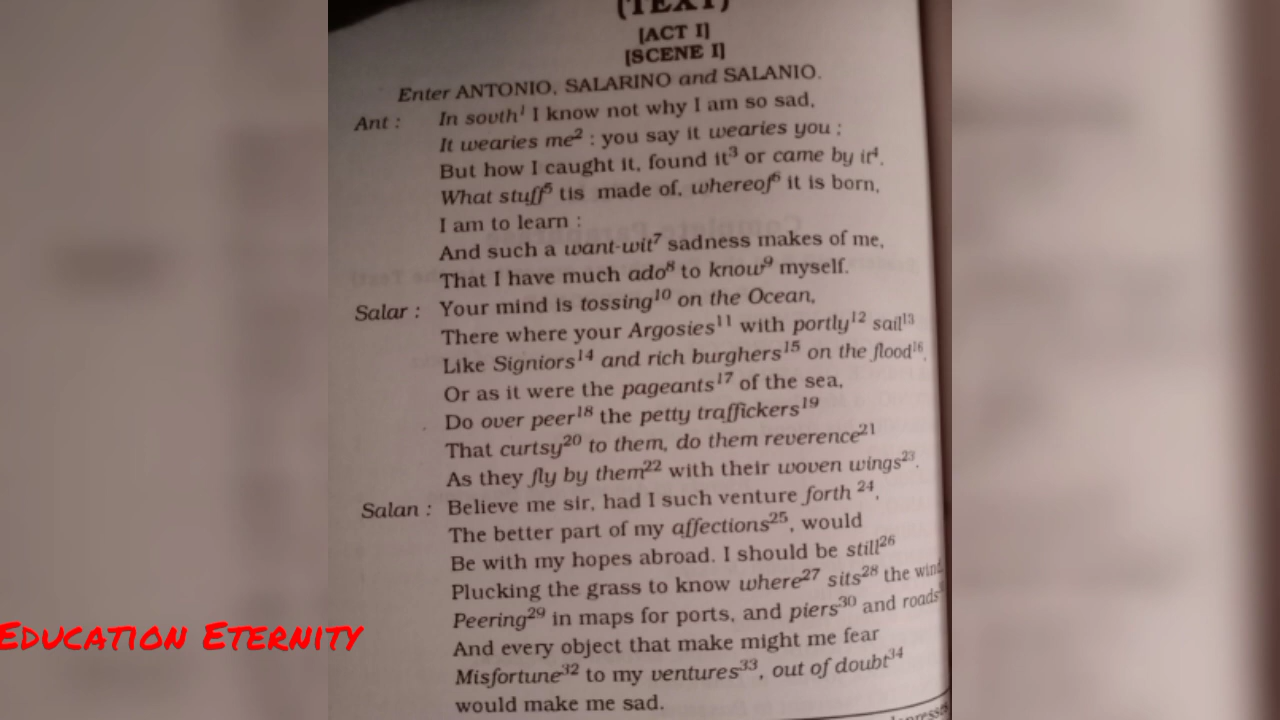 (TEXT)
[ACT I]
[SCENE I]
Enter ANTONIO, SALARINO and SALANIO.
Ant : In south¹ I know not why I am so sad,
It wearies me² : you say it wearies you ;
But how I caught it, found it³ or came by it⁴,
What stuff⁵ tis made of, whereof⁶ it is born,
I am to learn :
And such a want-wit⁷ sadness makes of me,
That I have much ado⁸ to know⁹ myself.
Salar : Your mind is tossing¹⁰ on the Ocean,
There where your Argosies¹¹ with portly¹² sail¹³
Like Signiors¹⁴ and rich burghers¹⁵ on the flood¹⁶,
Or as it were the pageants¹⁷ of the sea,
Do over peer¹⁸ the petty traffickers¹⁹
That curtsy²⁰ to them, do them reverence²¹
As they fly by them²² with their woven wings²³.
Salan : Believe me sir, had I such venture forth ²⁴,
The better part of my affections²⁵, would
Be with my hopes abroad. I should be still²⁶
Plucking the grass to know where²⁷ sits²⁸ the wind
Peering²⁹ in maps for ports, and piers³⁰ and roads
And every object that make might me fear
Misfortune³² to my ventures³³, out of doubt³⁴
would make me sad.
EDUCATION ETERNITY